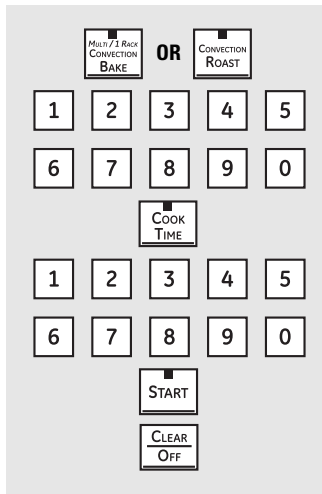 MULTI / 1 RACK
CONVECTION
BAKE
OR
CONVECTION
ROAST
1 2 3 4 5
6 7 8 9 0
COOK
TIME
1 2 3 4 5
6 7 8 9 0
START
CLEAR
OFF